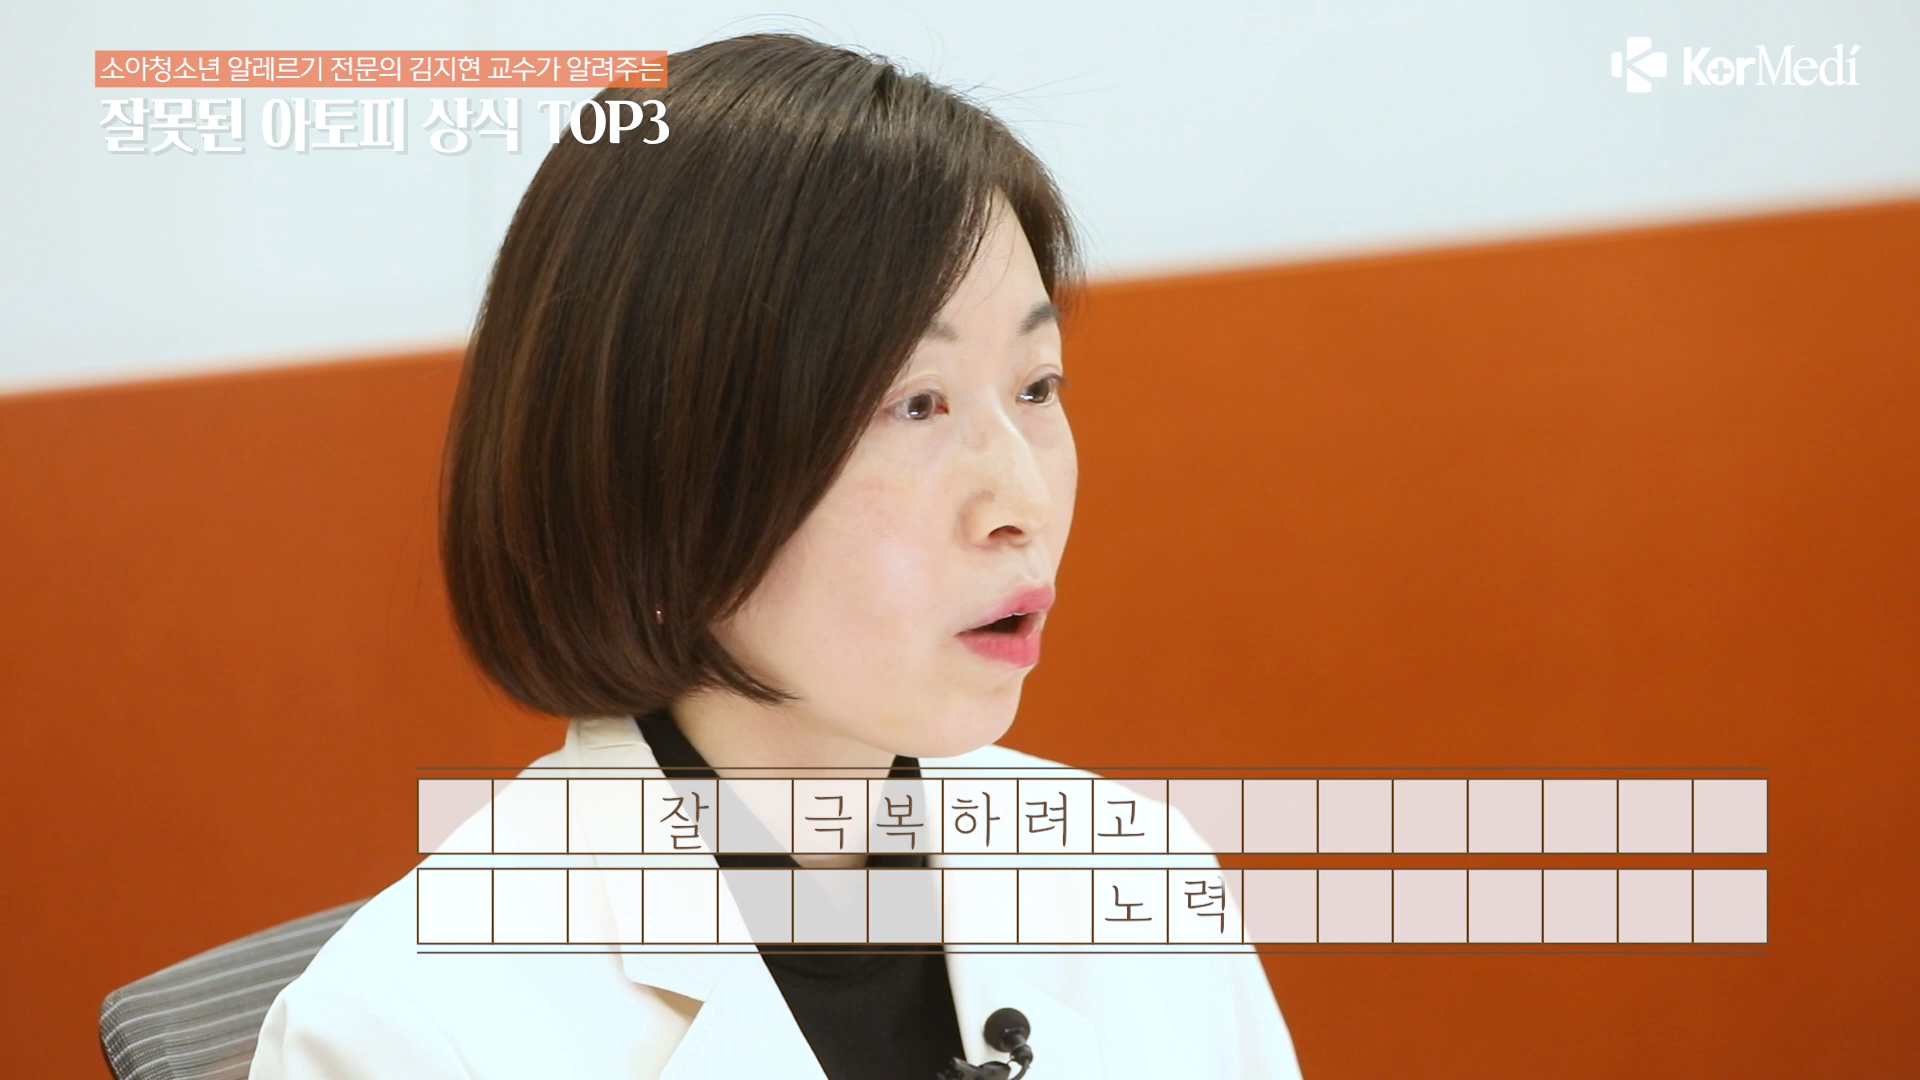 소아청소년 알레르기 전문의 김지현 교수가 알려주는
잘못된 아토피 상식 TOP3
KorMedi
잘 극복하려고
노력